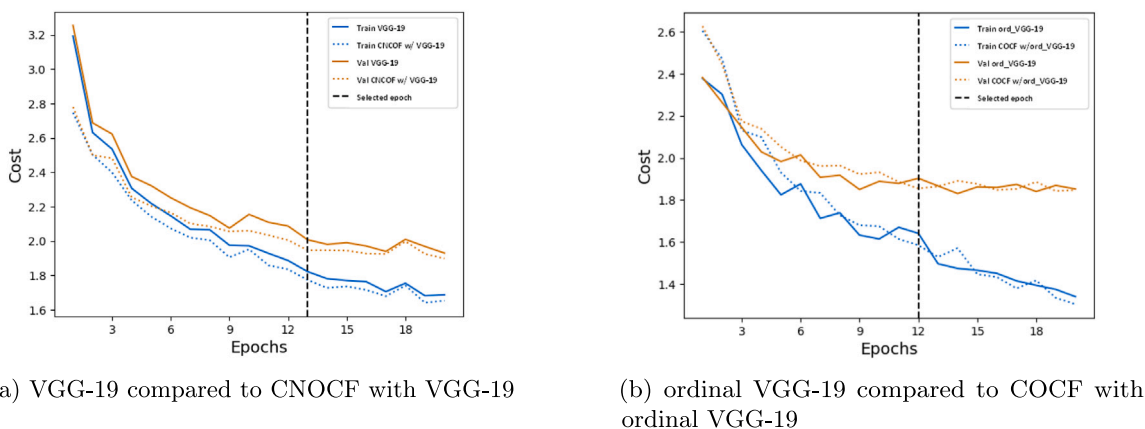 3.2
3.0
2.8
2.6
2.4
2.2
2.0
1.8
1.6
Cost
3 6 9 12 15 18
Epochs
Train VGG-19
Train CNCOF w/ VGG-19
Val VGG-19
Val CNCOF w/ VGG-19
Selected epoch
a) VGG-19 compared to CNOCF with VGG-19
2.6
2.4
2.2
2.0
1.8
1.6
1.4
Cost
3 6 9 12 15 18
Epochs
Train ord_VGG-19
Train COCF w/ord_VGG-19
Val ord_VGG-19
Val COCF w/ord_VGG-19
Selected epoch
(b) ordinal VGG-19 compared to COCF with
ordinal VGG-19